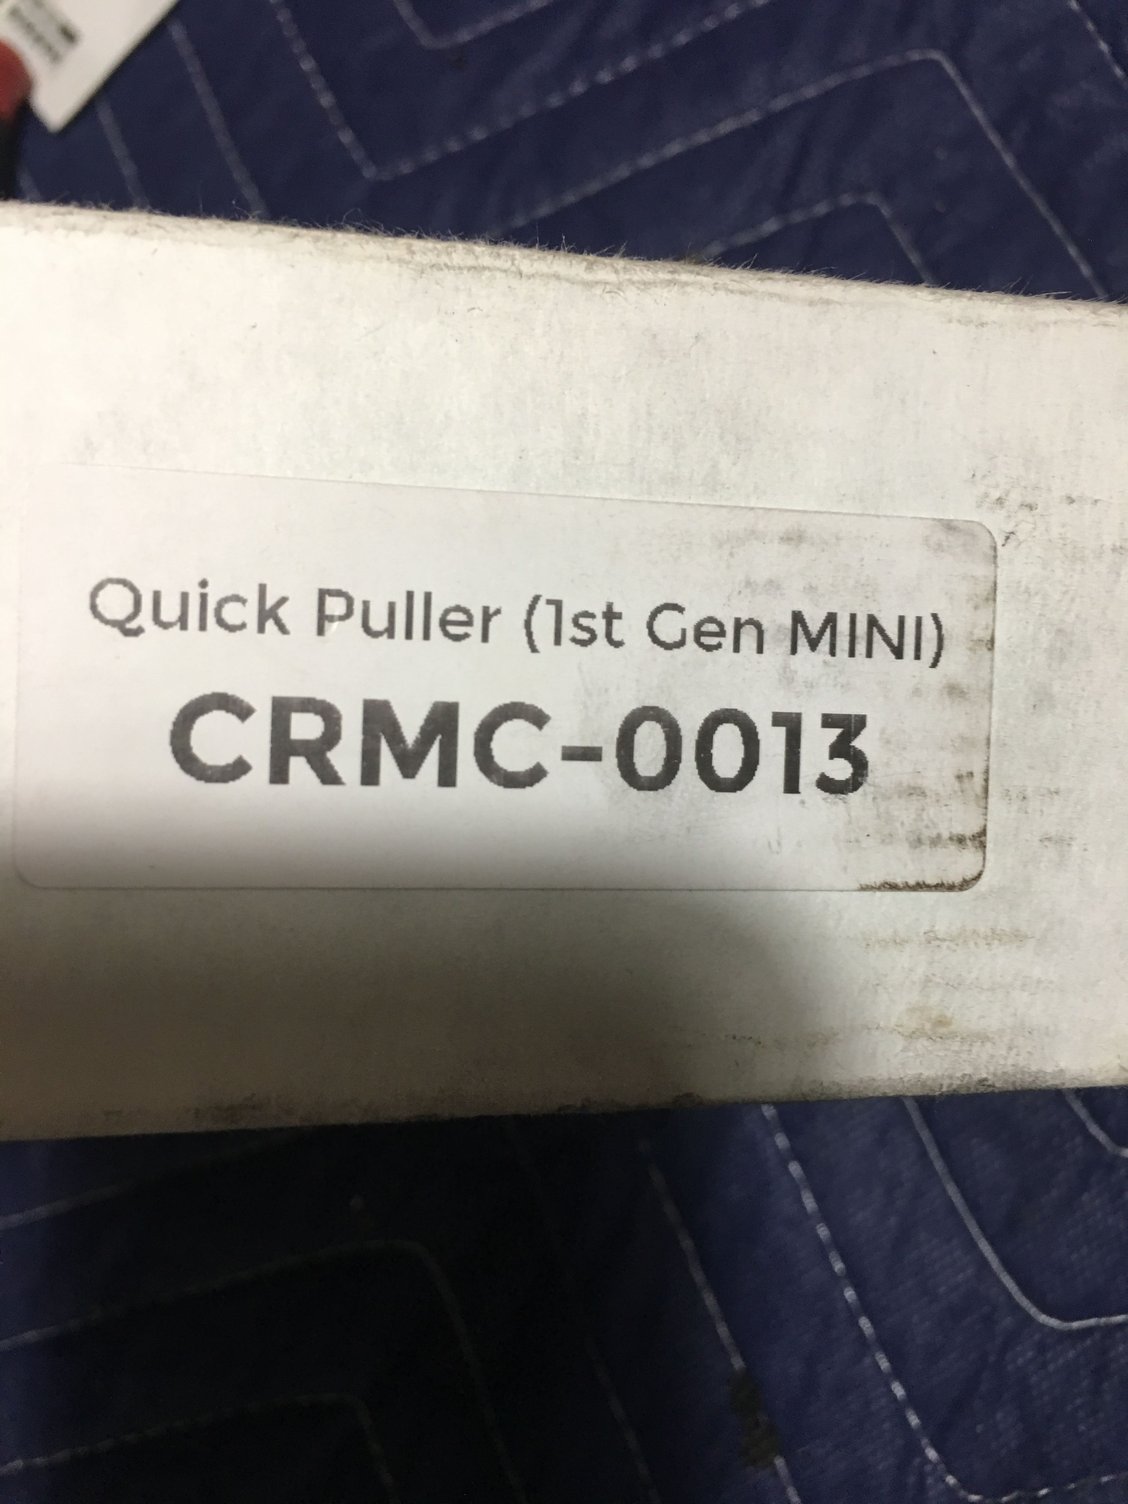 Quick Puller (1st Gen MINI)
CRMC-0013